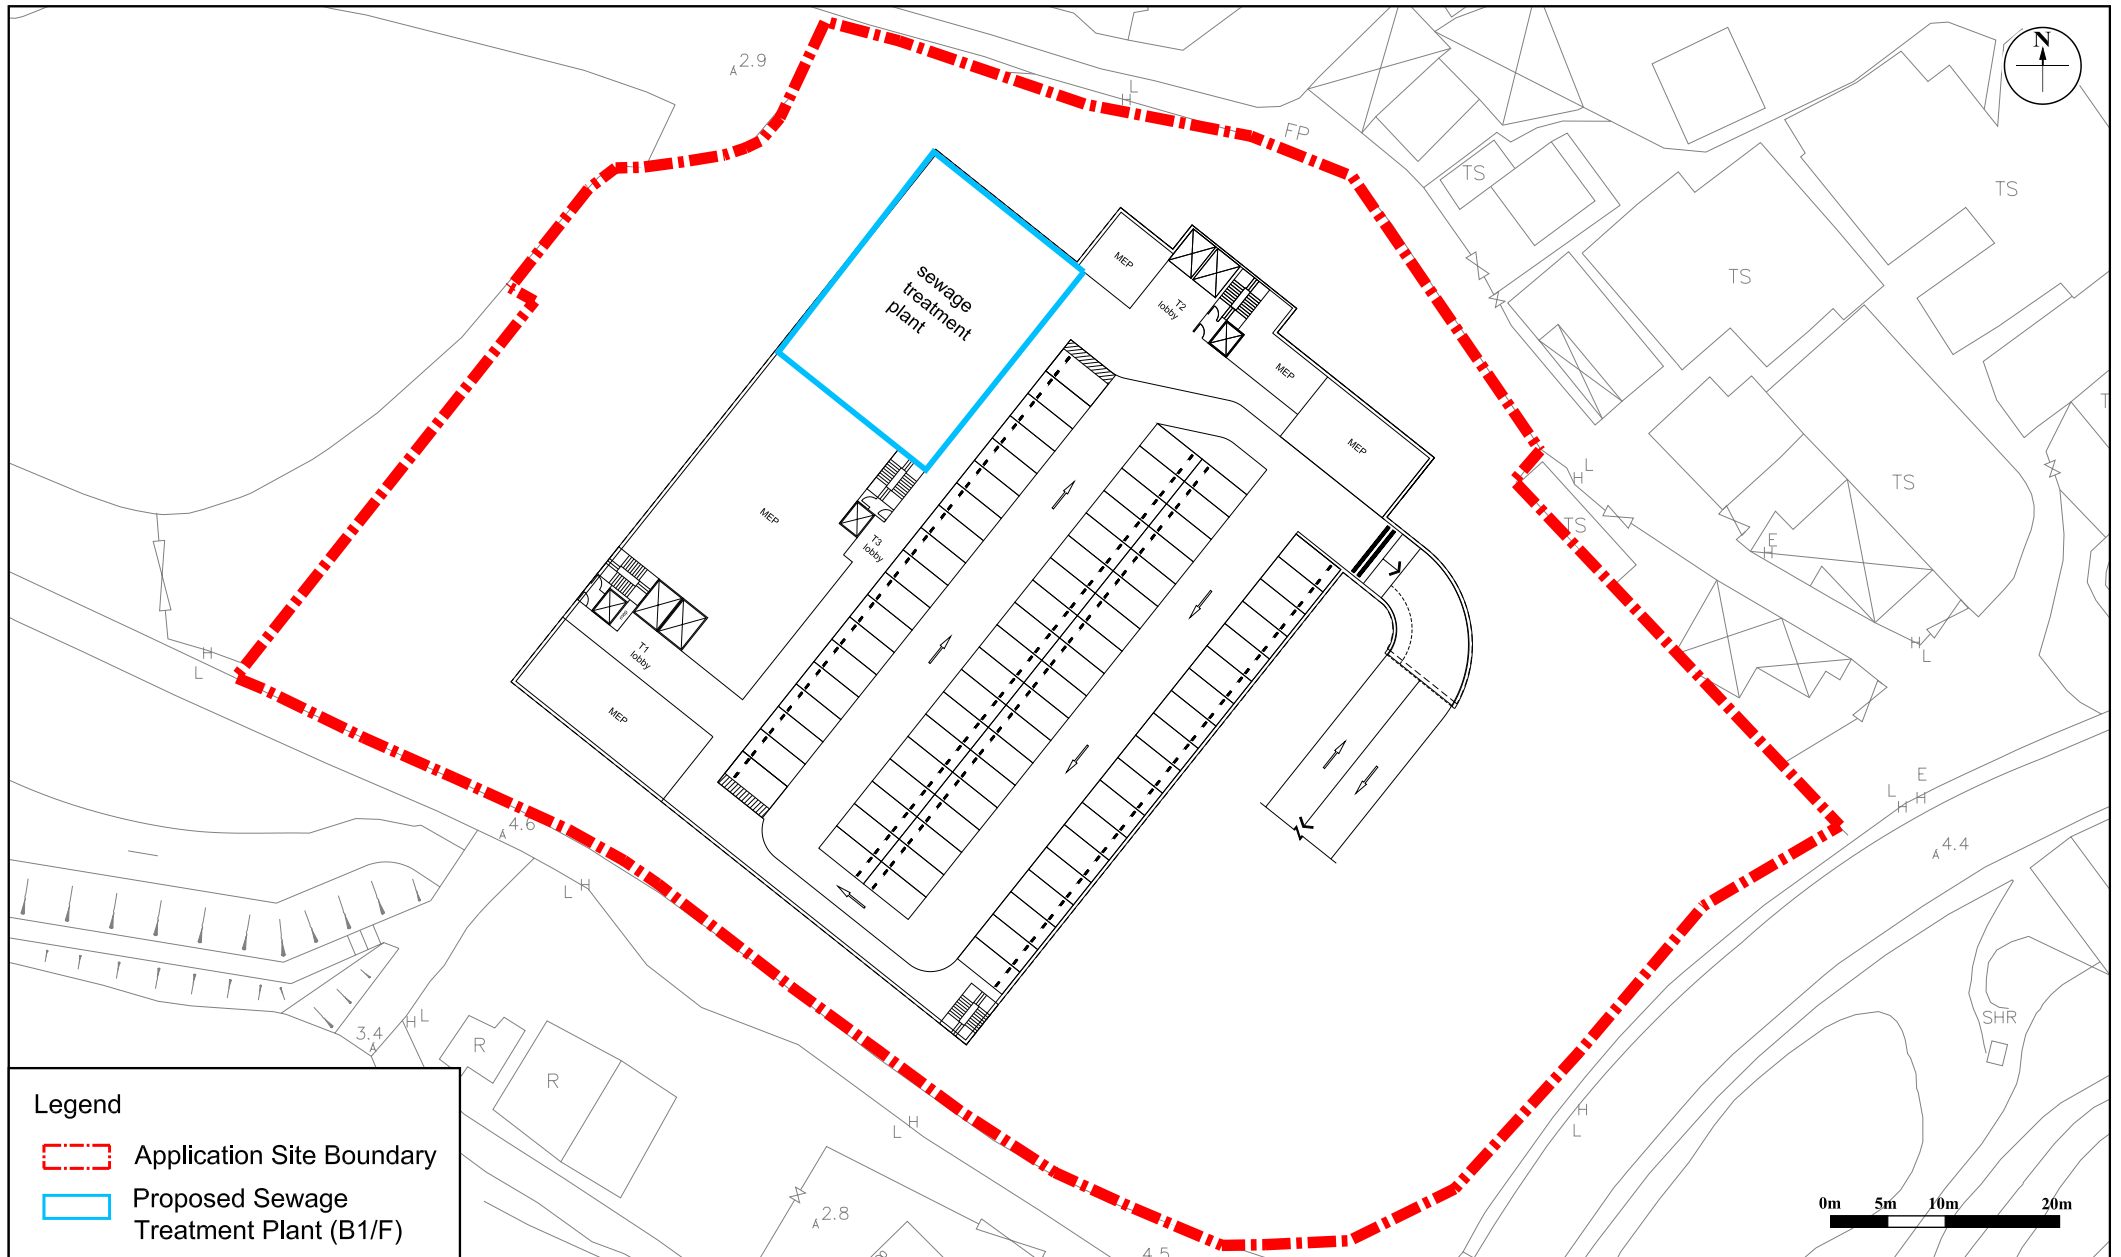 A 2.9
N
L
H
FP
TS
TS
TS
MEP
sewage
treatment
plant
T2
lobby
MEP
MEP
L
H
TS
TS
E
H
MEP
T3
lobby
T1
lobby
MEP
H
L
H
L
E
L
H
H
A 4.6
A 4.4
L
H
3.4
A
H
L
R
R
SHR
H
L
H
L
Legend
Application Site Boundary
Proposed Sewage
Treatment Plant (B1/F)
A 2.8
4.5
0m 5m 10m 20m